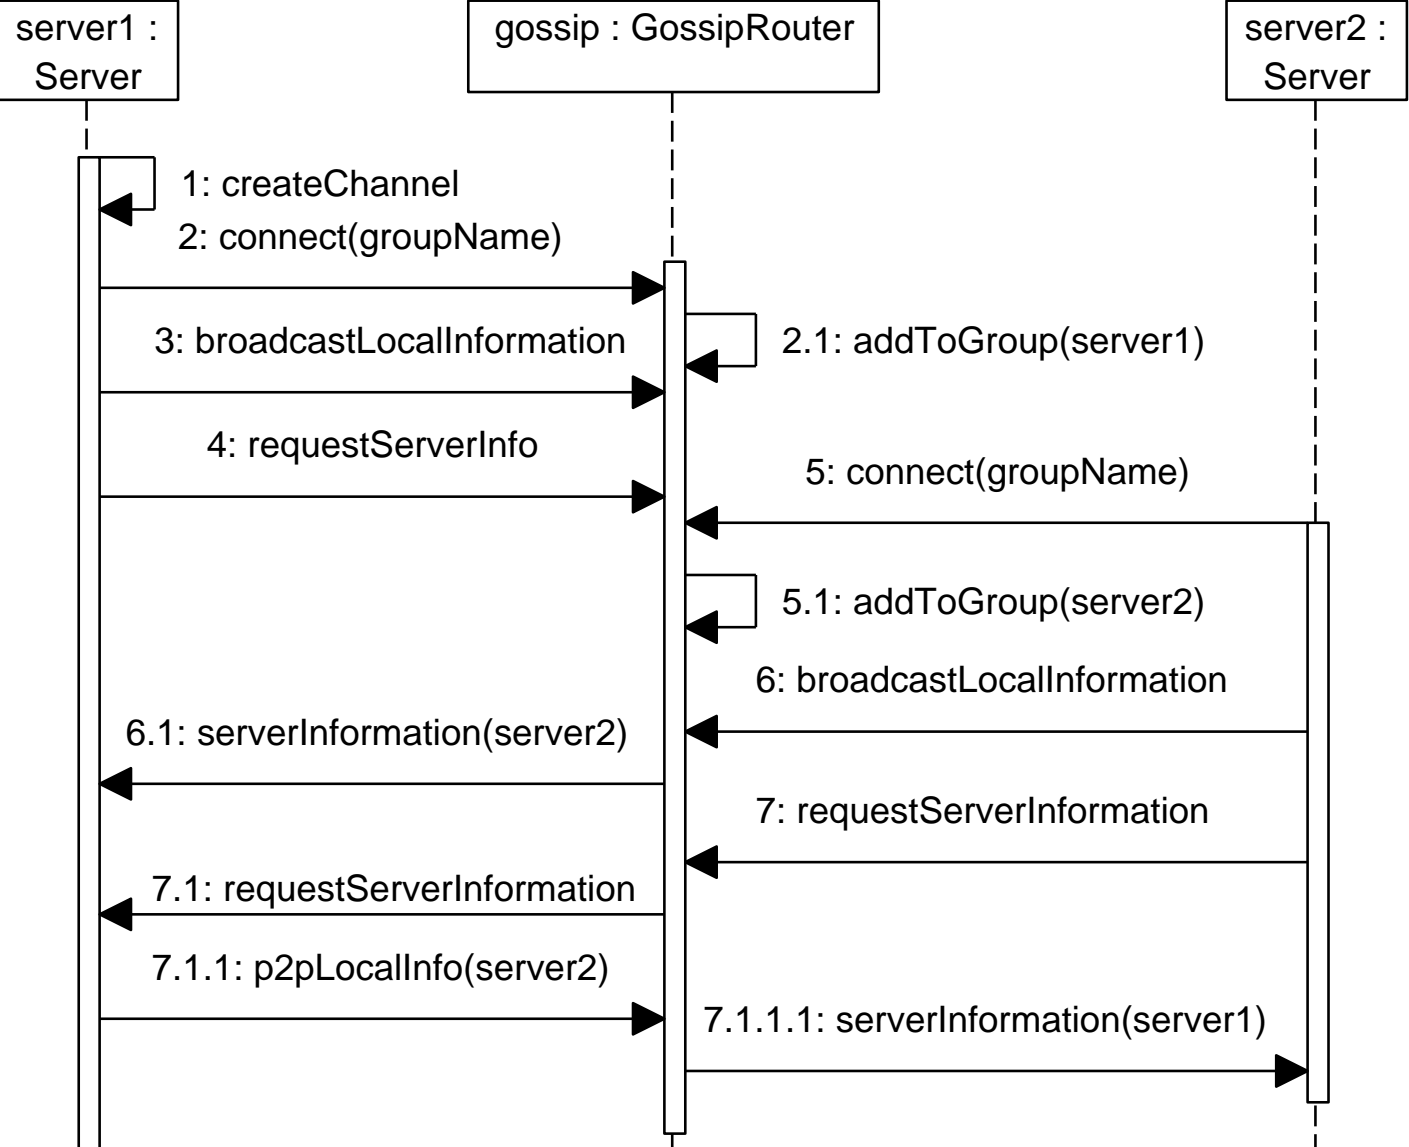 server1 :
Server
gossip : GossipRouter
server2 :
Server
1: createChannel
2: connect(groupName)
3: broadcastLocalInformation
2.1: addToGroup(server1)
4: requestServerInfo
5: connect(groupName)
5.1: addToGroup(server2)
6: broadcastLocalInformation
6.1: serverInformation(server2)
7: requestServerInformation
7.1: requestServerInformation
7.1.1: p2pLocalInfo(server2)
7.1.1.1: serverInformation(server1)